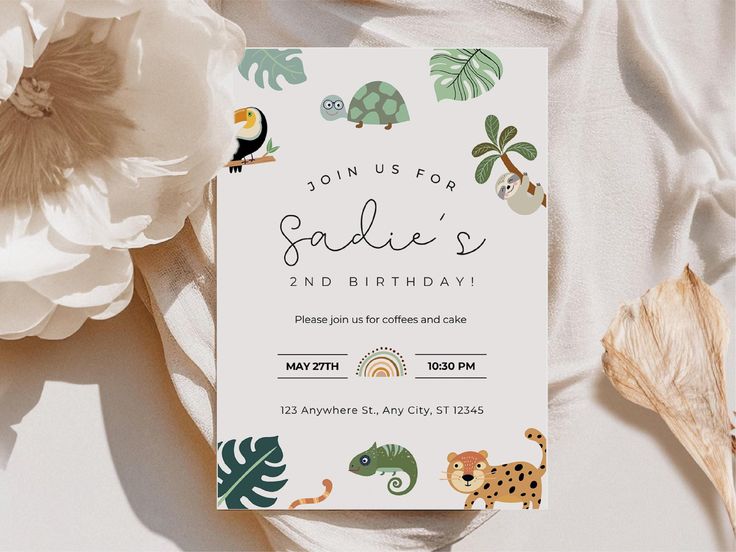 JOIN US FOR
Sadie's
2ND BIRTHDAY!
Please join us for coffees and cake
MAY 27TH
10:30 PM
123 Anywhere St., Any City, ST 12345